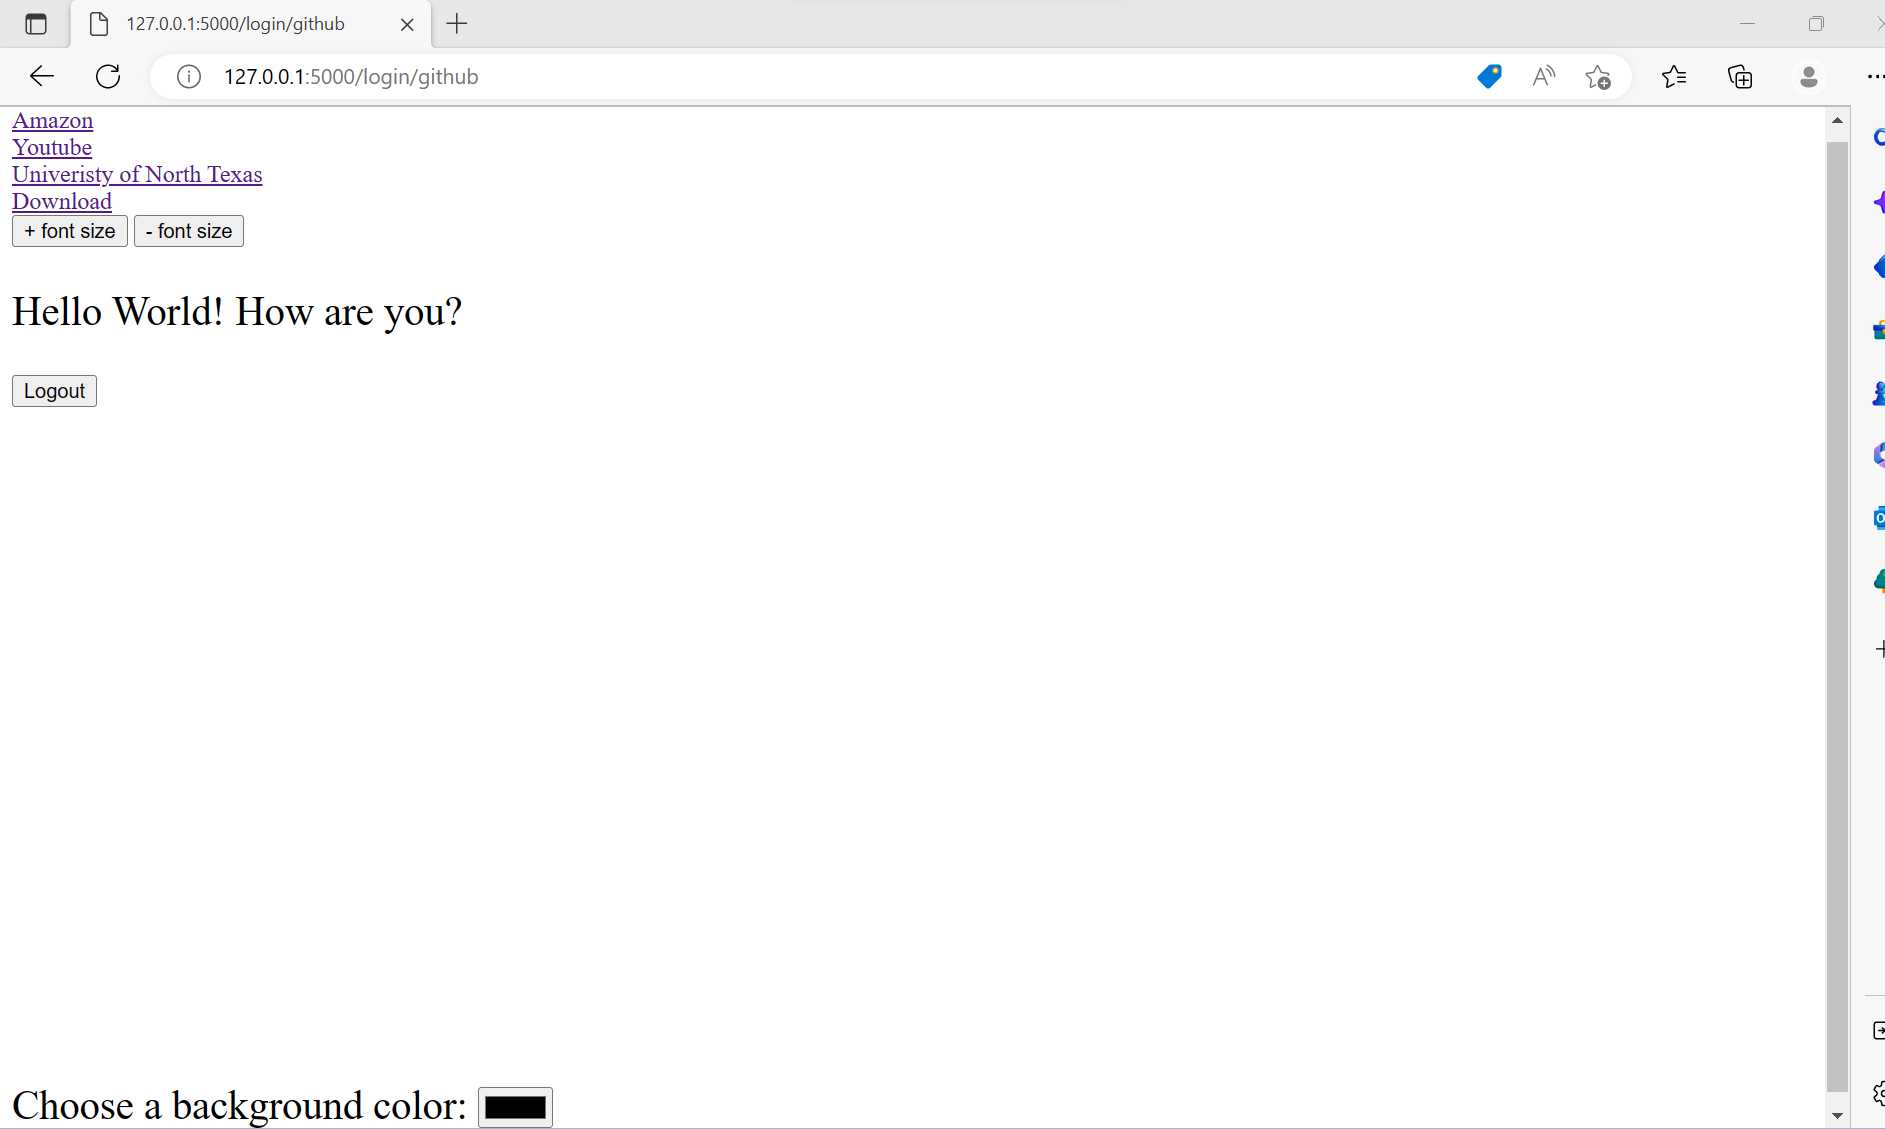 127.0.0.1:5000/login/github
127.0.0.1:5000/login/github
Amazon
Youtube
Univeristy of North Texas
Download
+ font size - font size
Hello World! How are you?
Logout
Choose a background color: